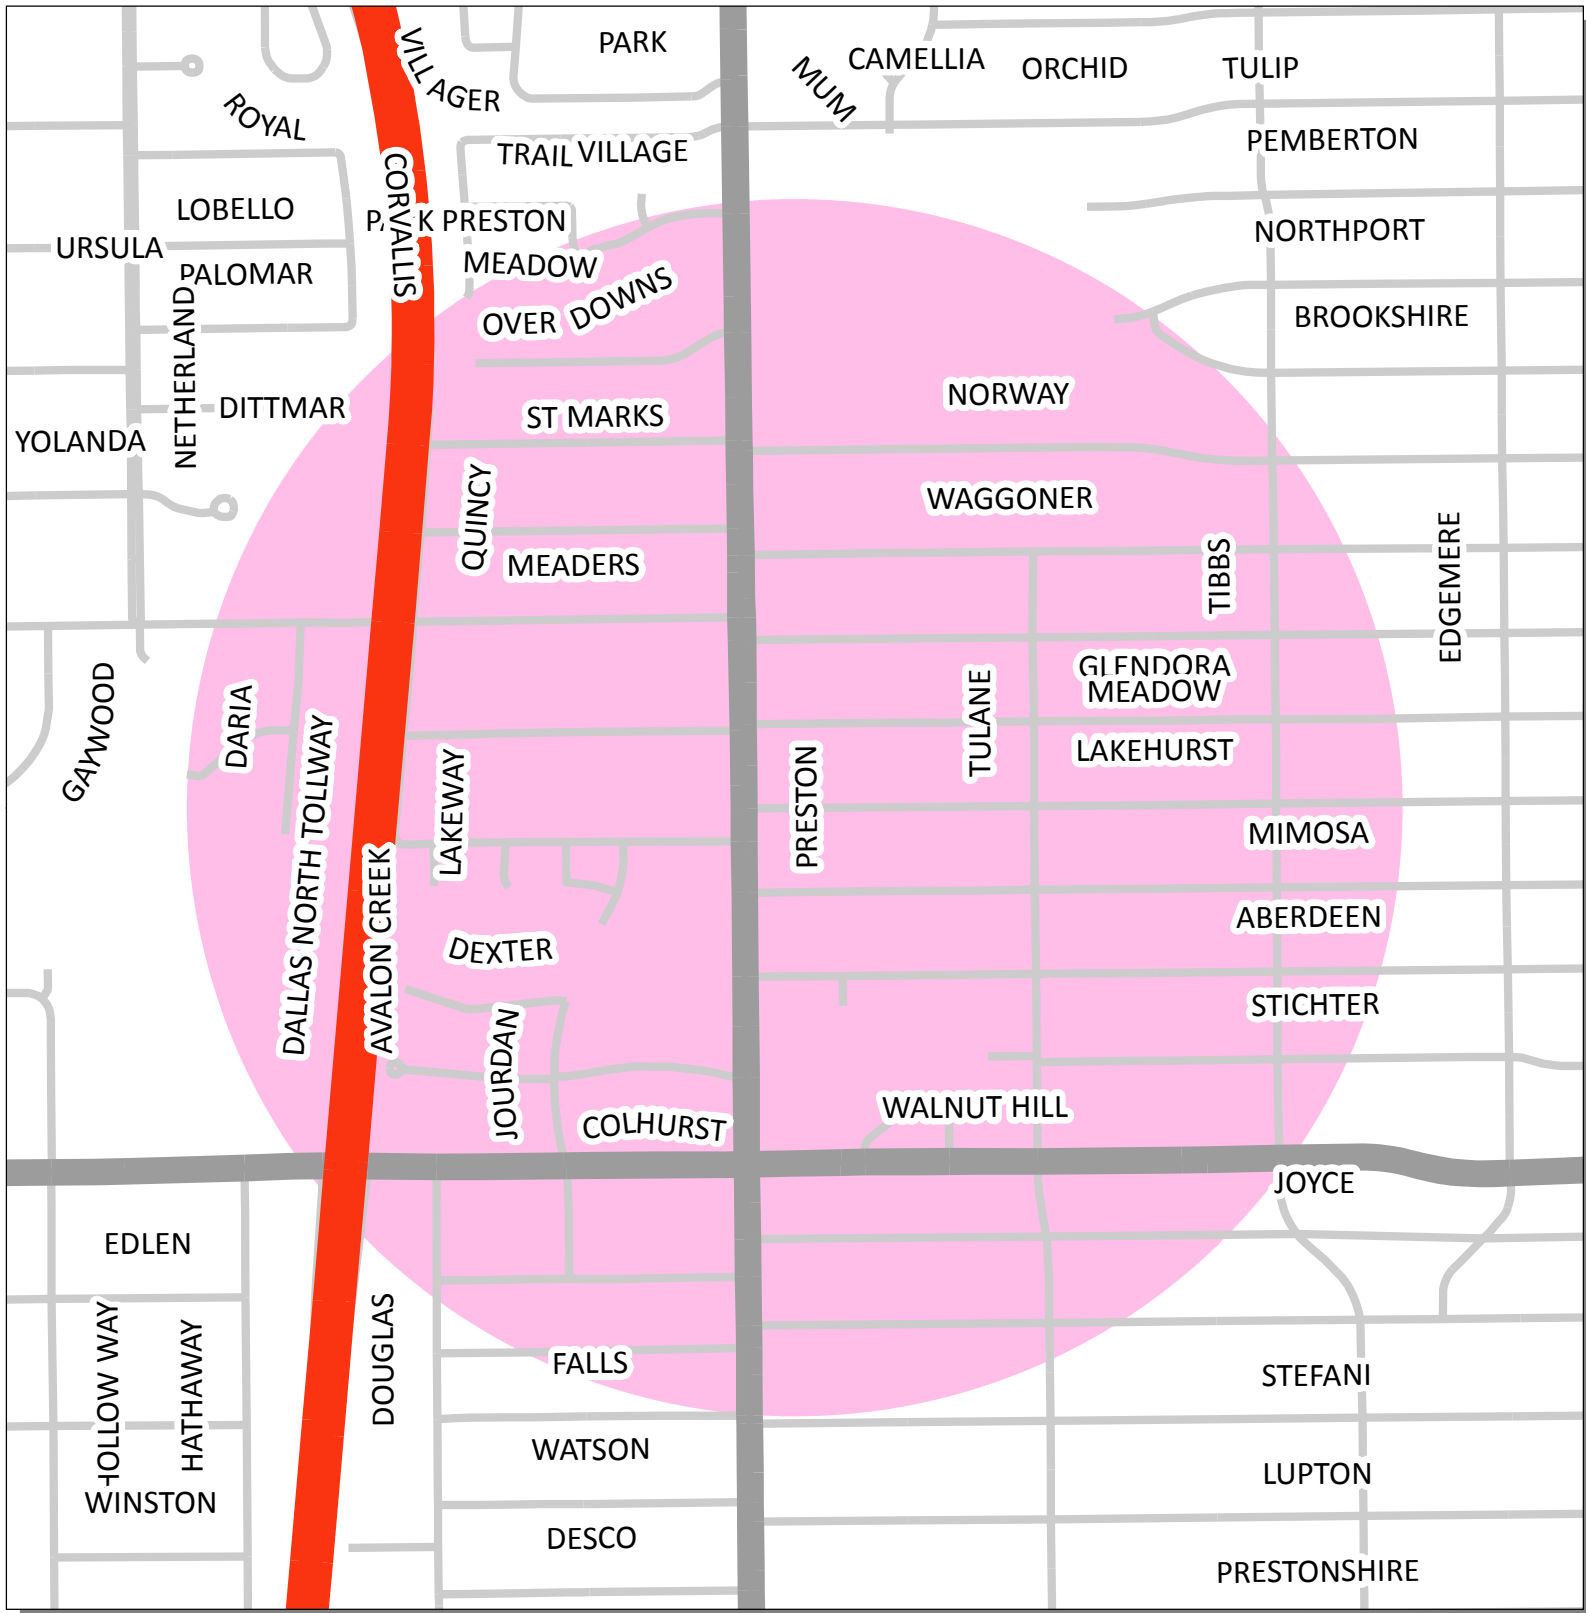 VILLAGER
PARK
MUM
CAMELLIA
ORCHID
TULIP
ROYAL
PEMBERTON
TRAIL
VILLAGE
CORVALLIS
LOBELLO
PARK
PRESTON
NORTHPORT
URSULA
PALOMAR
MEADOW
OVER
DOWNS
BROOKSHIRE
NETHERLAND
DITTMAR
ST MARKS
NORWAY
YOLANDA
QUINCY
WAGGONER
MEADERS
TIBBS
EDGEMERE
GAYWOOD
DARIA
TULANE
GLENDORA
MEADOW
DALLAS NORTH TOLLWAY
LAKEWAY
PRESTON
LAKEHURST
MIMOSA
AVALON CREEK
DEXTER
ABERDEEN
JOURDAN
STICHTER
COLHURST
WALNUT HILL
JOYCE
EDLEN
HOLLOW WAY
HATHAWAY
DOUGLAS
FALLS
STEFANI
WATSON
WINSTON
LUPTON
DESCO
PRESTONSHIRE